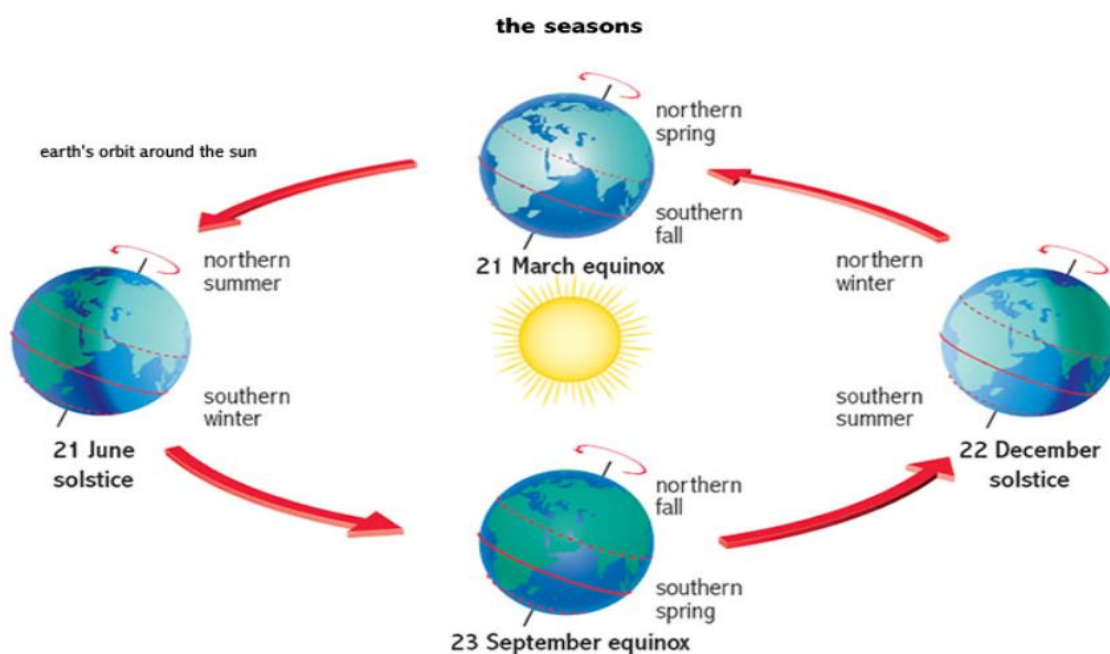 the seasons
northern
spring
earth's orbit around the sun
southern
fall
21 March equinox
northern
summer
northern
winter
southern
winter
southern
summer
21 June
solstice
22 December
solstice
northern
fall
southern
spring
23 September equinox